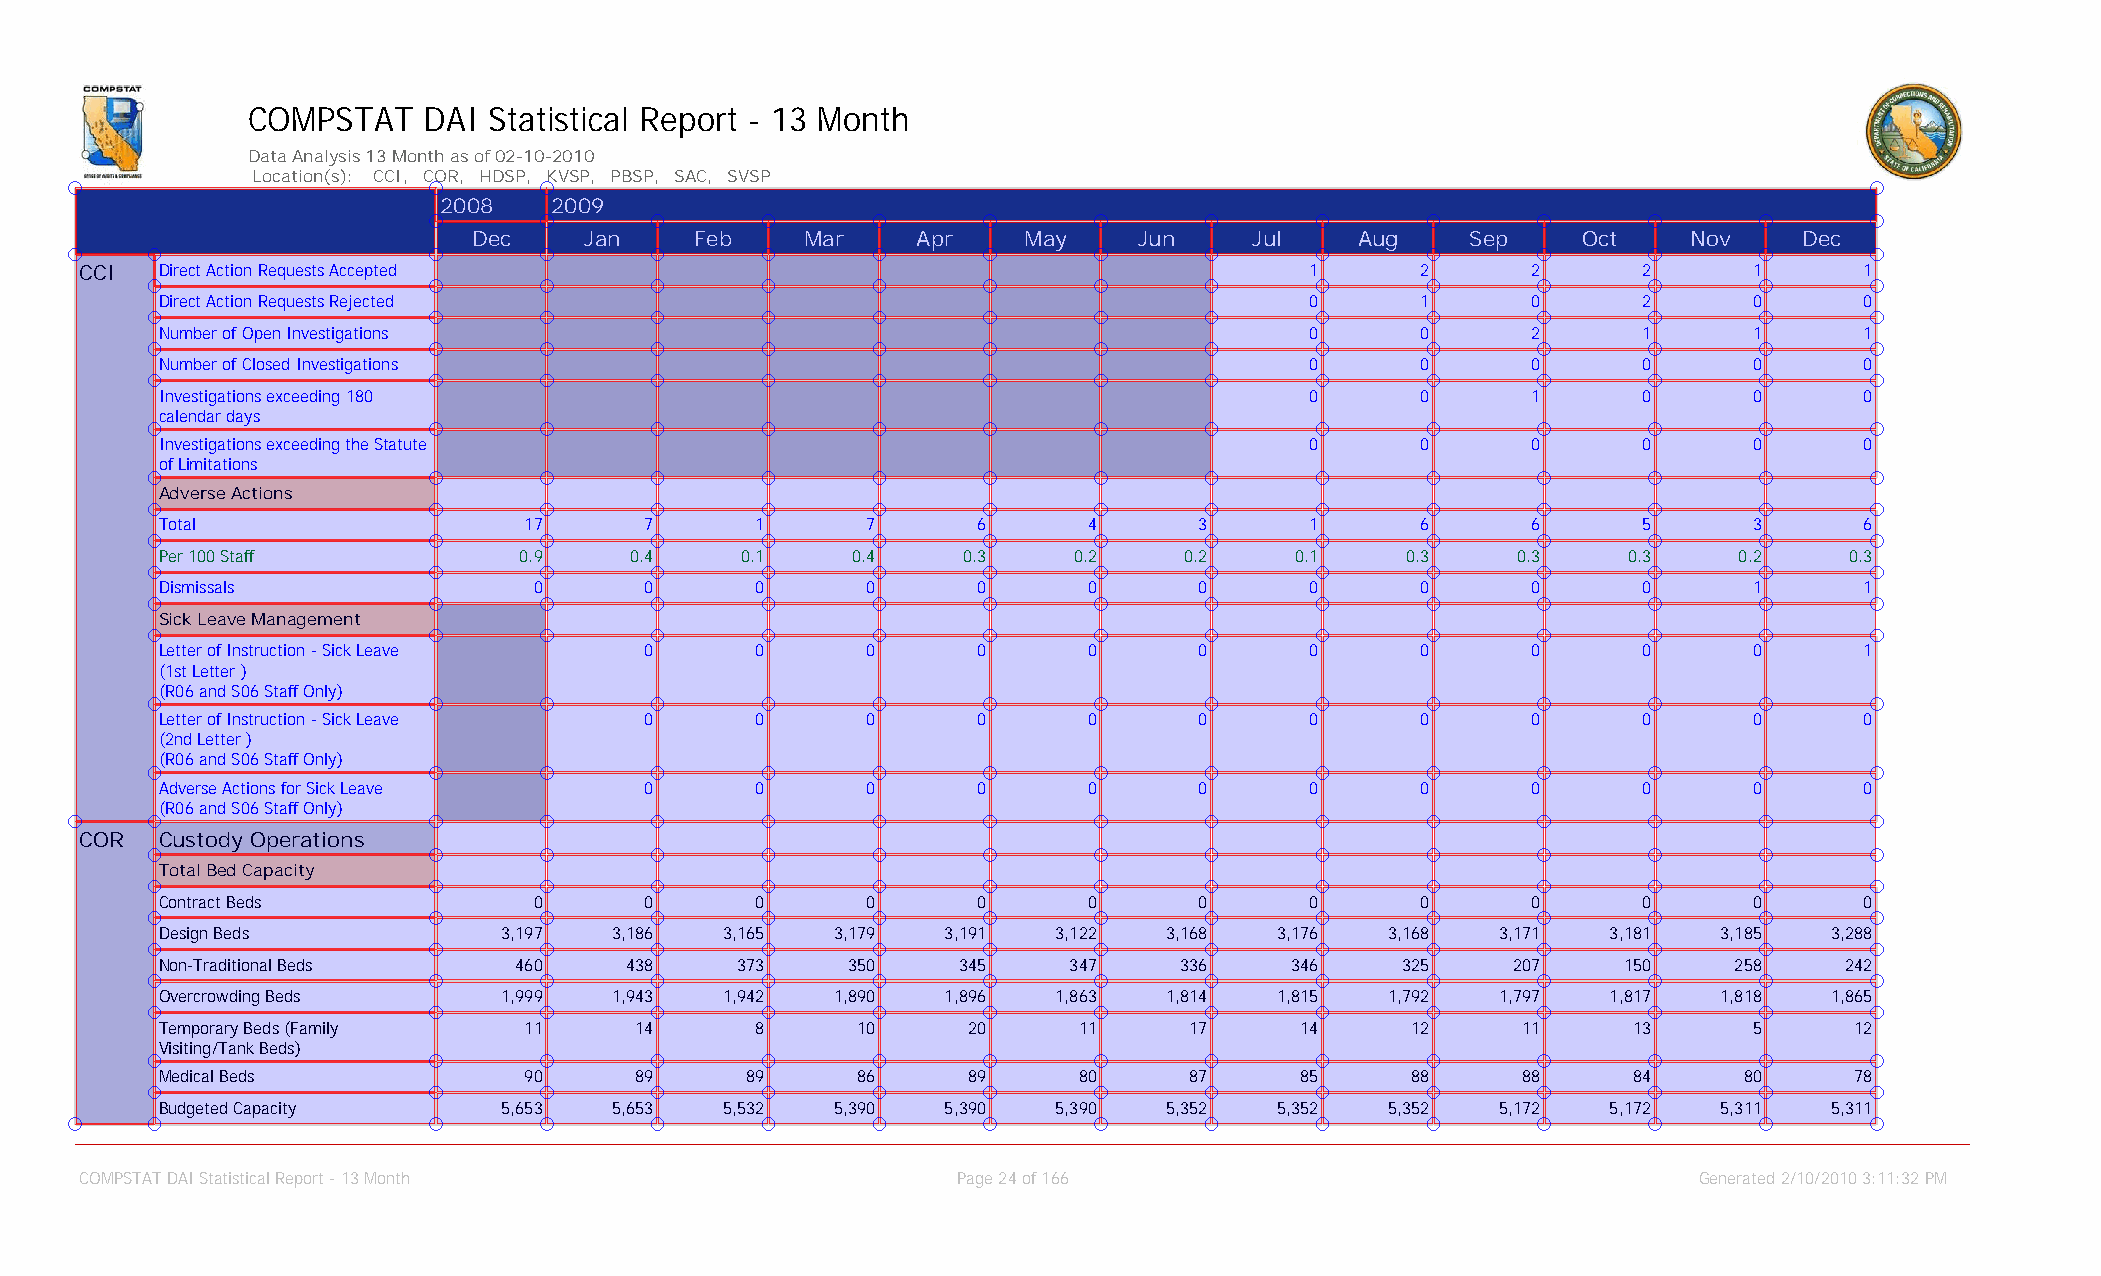 COMPSTAT
OFFICE OF AUDITS & COMPLIANCE
COMPSTAT DAI Statistical Report - 13 Month
Data Analysis 13 Month as of 02-10-2010
Location(s): CCI, COR, HDSP, KVSP, PBSP, SAC, SVSP
2008 2009
Dec Jan Feb Mar Apr May Jun Jul Aug Sep Oct Nov Dec
CCI Direct Action Requests Accepted 1 2 2 2 1 1
Direct Action Requests Rejected 0 1 0 2 0 0
Number of Open Investigations 0 0 2 1 1 1
Number of Closed Investigations 0 0 0 0 0 0
Investigations exceeding 180 0 0 1 0 0 0
calendar days
Investigations exceeding the Statute 0 0 0 0 0 0
of Limitations
Adverse Actions
Total 17 7 1 7 6 4 3 1 6 6 5 3 6
Per 100 Staff 0.9 0.4 0.1 0.4 0.3 0.2 0.2 0.1 0.3 0.3 0.3 0.2 0.3
Dismissals 0 0 0 0 0 0 0 0 0 0 0 1 1
Sick Leave Management
Letter of Instruction - Sick Leave 0 0 0 0 0 0 0 0 0 0 0 1
(1st Letter )
(R06 and S06 Staff Only)
Letter of Instruction - Sick Leave 0 0 0 0 0 0 0 0 0 0 0 0
(2nd Letter )
(R06 and S06 Staff Only)
Adverse Actions for Sick Leave 0 0 0 0 0 0 0 0 0 0 0 0
(R06 and S06 Staff Only)
COR Custody Operations
Total Bed Capacity
Contract Beds 0 0 0 0 0 0 0 0 0 0 0 0 0
Design Beds 3,197 3,186 3,165 3,179 3,191 3,122 3,168 3,176 3,168 3,171 3,181 3,185 3,288
Non-Traditional Beds 460 438 373 350 345 347 336 346 325 207 150 258 242
Overcrowding Beds 1,999 1,943 1,942 1,890 1,896 1,863 1,814 1,815 1,792 1,797 1,817 1,818 1,865
Temporary Beds (Family 11 14 8 10 20 11 17 14 12 11 13 5 12
Visiting/Tank Beds)
Medical Beds 90 89 89 86 89 80 87 85 88 88 84 80 78
Budgeted Capacity 5,653 5,653 5,532 5,390 5,390 5,390 5,352 5,352 5,352 5,172 5,172 5,311 5,311
COMPSTAT DAI Statistical Report - 13 Month Page 24 of 166 Generated 2/10/2010 3:11:32 PM